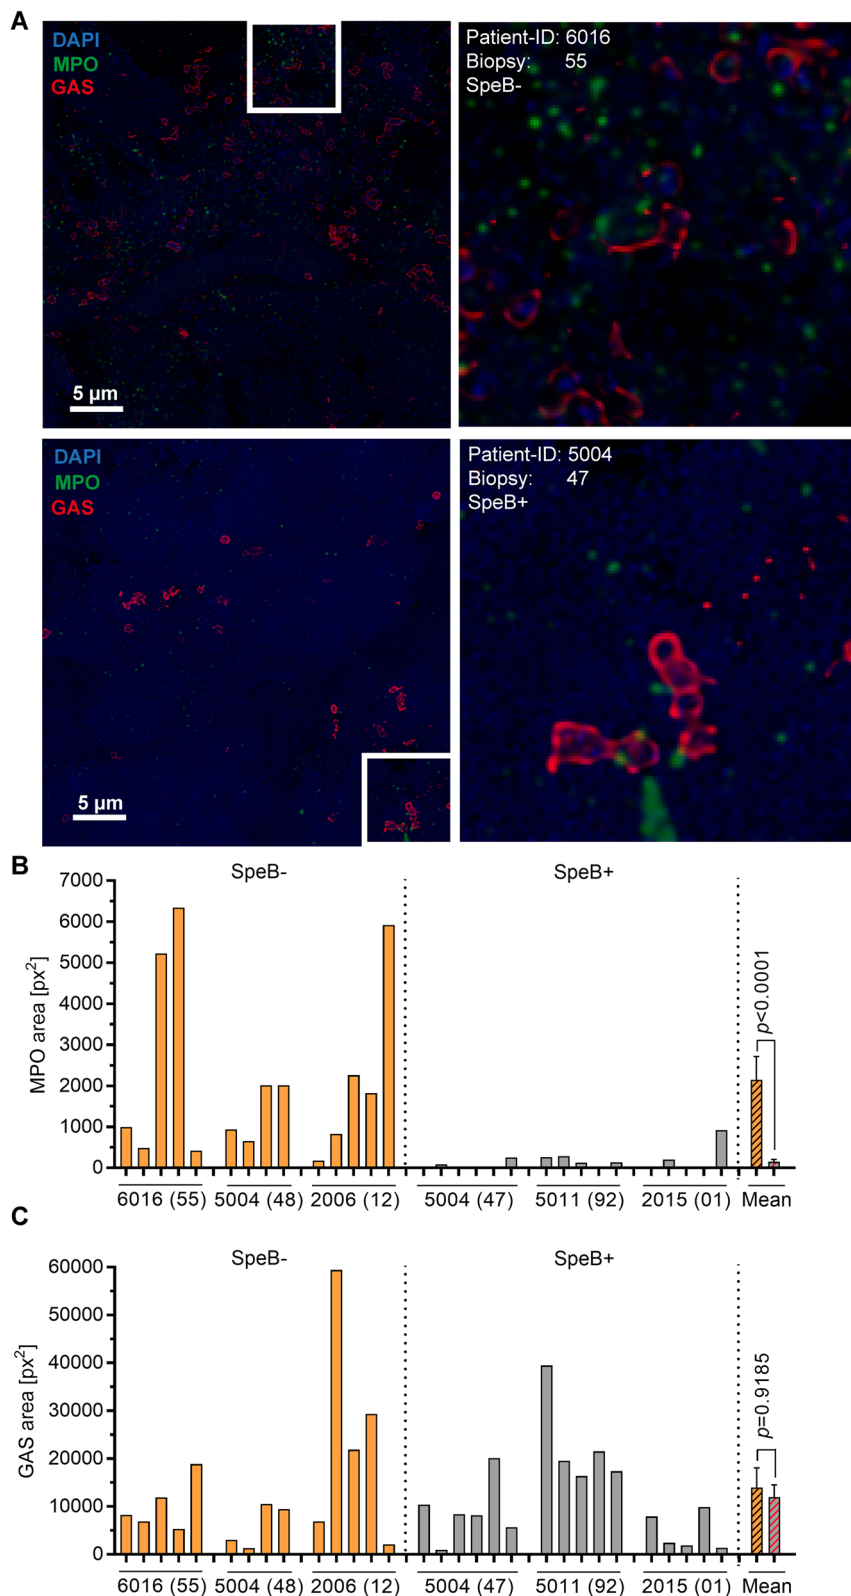 A
DAPI
MPO
GAS
5 µm
Patient-ID: 6016
Biopsy: 55
SpeB-
DAPI
MPO
GAS
5 µm
Patient-ID: 5004
Biopsy: 47
SpeB+
B
SpeB- SpeB+
MPO area [px²]
7000
6000
5000
4000
3000
2000
1000
0
p<0.0001
6016 (55) 5004 (48) 2006 (12) 5004 (47) 5011 (92) 2015 (01) Mean
C
SpeB- SpeB+
GAS area [px²]
60000
50000
40000
30000
20000
10000
0
p=0.9185
6016 (55) 5004 (48) 2006 (12) 5004 (47) 5011 (92) 2015 (01) Mean